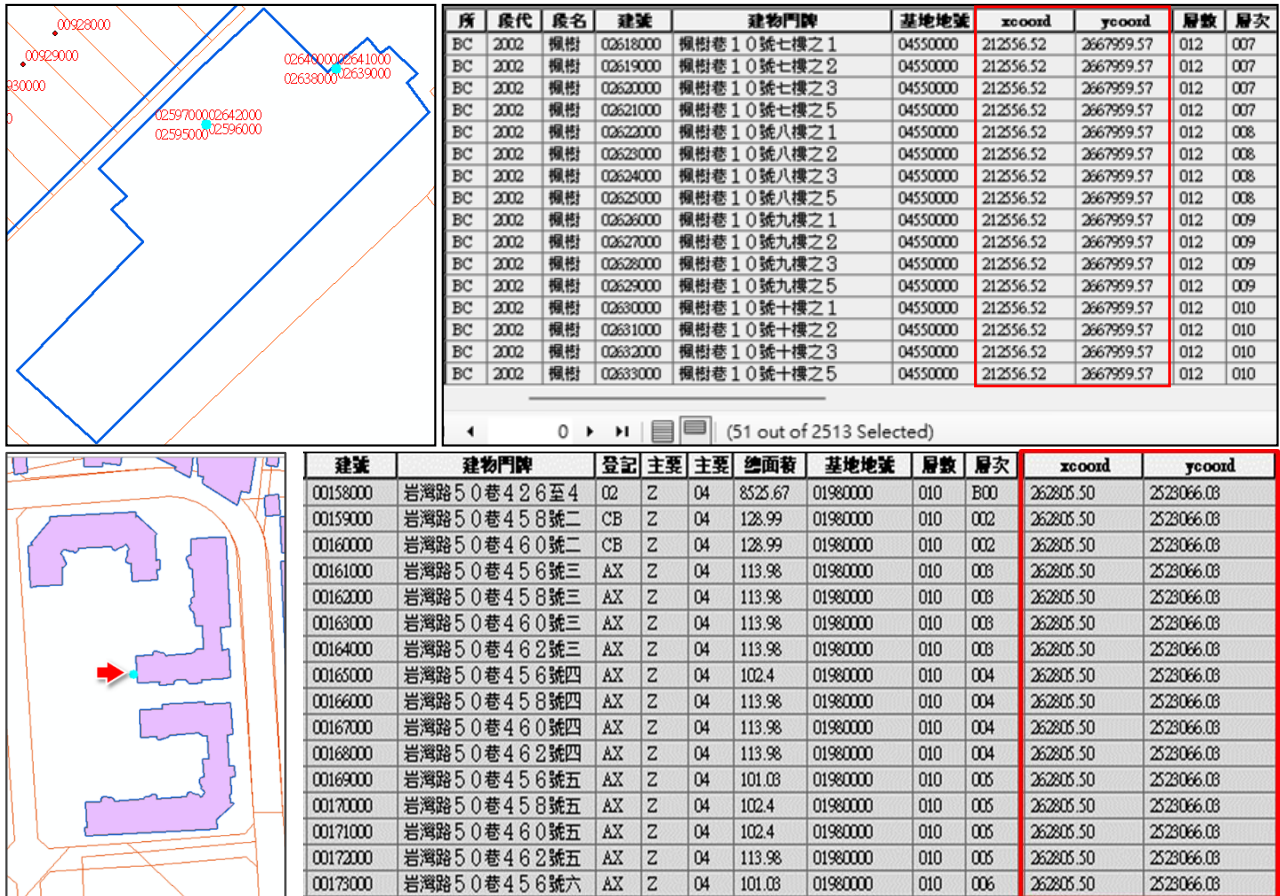 00928000
00929000
930000
0
02640000 02641000
02638000 02639000
02597000 02642000
02595000 02596000
所 段代 段名 建號 建物門牌 基地地號 xcoord ycoord 層數 層次
BC 2002 楓樹 02618000 楓樹巷１０號七樓之１ 04550000 212556.52 2667959.57 012 007
BC 2002 楓樹 02619000 楓樹巷１０號七樓之２ 04550000 212556.52 2667959.57 012 007
BC 2002 楓樹 02620000 楓樹巷１０號七樓之３ 04550000 212556.52 2667959.57 012 007
BC 2002 楓樹 02621000 楓樹巷１０號七樓之５ 04550000 212556.52 2667959.57 012 007
BC 2002 楓樹 02622000 楓樹巷１０號八樓之１ 04550000 212556.52 2667959.57 012 008
BC 2002 楓樹 02623000 楓樹巷１０號八樓之２ 04550000 212556.52 2667959.57 012 008
BC 2002 楓樹 02624000 楓樹巷１０號八樓之３ 04550000 212556.52 2667959.57 012 008
BC 2002 楓樹 02625000 楓樹巷１０號八樓之５ 04550000 212556.52 2667959.57 012 008
BC 2002 楓樹 02626000 楓樹巷１０號九樓之１ 04550000 212556.52 2667959.57 012 009
BC 2002 楓樹 02627000 楓樹巷１０號九樓之２ 04550000 212556.52 2667959.57 012 009
BC 2002 楓樹 02628000 楓樹巷１０號九樓之３ 04550000 212556.52 2667959.57 012 009
BC 2002 楓樹 02629000 楓樹巷１０號九樓之５ 04550000 212556.52 2667959.57 012 009
BC 2002 楓樹 02630000 楓樹巷１０號十樓之１ 04550000 212556.52 2667959.57 012 010
BC 2002 楓樹 02631000 楓樹巷１０號十樓之２ 04550000 212556.52 2667959.57 012 010
BC 2002 楓樹 02632000 楓樹巷１０號十樓之３ 04550000 212556.52 2667959.57 012 010
BC 2002 楓樹 02633000 楓樹巷１０號十樓之５ 04550000 212556.52 2667959.57 012 010
0 (51 out of 2513 Selected)
建號 建物門牌 登記 主要 主要 總面積 基地地號 層數 層次 xcoord ycoord
00158000 岩灣路５０巷４２６至４ 02 Z 04 8525.67 01980000 010 B00 262805.50 2523066.03
00159000 岩灣路５０巷４５８號二 CB Z 04 128.99 01980000 010 002 262805.50 2523066.03
00160000 岩灣路５０巷４６０號二 CB Z 04 128.99 01980000 010 002 262805.50 2523066.03
00161000 岩灣路５０巷４５６號三 AX Z 04 113.98 01980000 010 003 262805.50 2523066.03
00162000 岩灣路５０巷４５８號三 AX Z 04 113.98 01980000 010 003 262805.50 2523066.03
00163000 岩灣路５０巷４６０號三 AX Z 04 113.98 01980000 010 003 262805.50 2523066.03
00164000 岩灣路５０巷４６２號三 AX Z 04 113.98 01980000 010 003 262805.50 2523066.03
00165000 岩灣路５０巷４５６號四 AX Z 04 102.4 01980000 010 004 262805.50 2523066.03
00166000 岩灣路５０巷４５８號四 AX Z 04 113.98 01980000 010 004 262805.50 2523066.03
00167000 岩灣路５０巷４６０號四 AX Z 04 113.98 01980000 010 004 262805.50 2523066.03
00168000 岩灣路５０巷４６２號四 AX Z 04 113.98 01980000 010 004 262805.50 2523066.03
00169000 岩灣路５０巷４５６號五 AX Z 04 101.03 01980000 010 005 262805.50 2523066.03
00170000 岩灣路５０巷４５８號五 AX Z 04 102.4 01980000 010 005 262805.50 2523066.03
00171000 岩灣路５０巷４６０號五 AX Z 04 102.4 01980000 010 005 262805.50 2523066.03
00172000 岩灣路５０巷４６２號五 AX Z 04 113.98 01980000 010 005 262805.50 2523066.03
00173000 岩灣路５０巷４５６號六 AX Z 04 101.03 01980000 010 006 262805.50 2523066.03